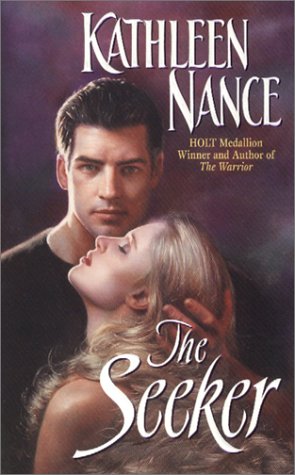 KATHLEEN
NANCE
HOLT Medallion
Winner and Author of
The Warrior
The
Seeker